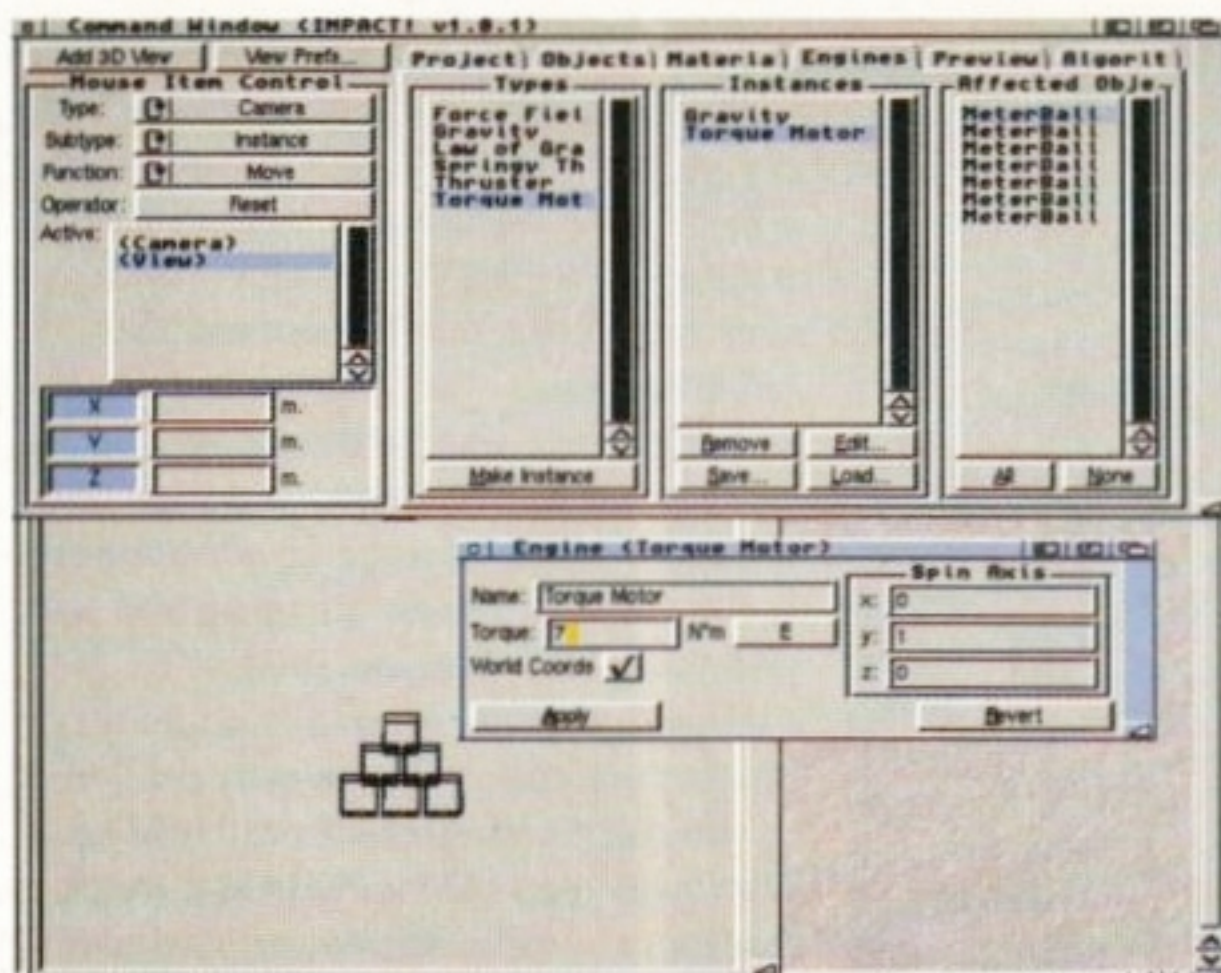 Command Window (IMPACT! v1.0.1)
Add 3D View
View Prefs...
Project
Objects
Materia
Engines
Preview
Algorit
Mouse Item Control
Type: Camera
Subtype: Instance
Function: Move
Operator: Reset
Active:
(Camera)
(View)
X m.
Y m.
Z m.
Types
Force Fiel
Gravity
Law of Gra
Springy Th
Thruster
Torque Mot
Make Instance
Instances
Gravity
Torque Motor
Remove
Edit...
Save...
Load...
Affected Obje
MeterBall
MeterBall
MeterBall
MeterBall
MeterBall
MeterBall
MeterBall
All
None
Engine (Torque Motor)
Name: Torque Motor
Torque: 7 N*m E
World Coords
Spin Axis
x: 0
y: 1
z: 0
Apply
Revert